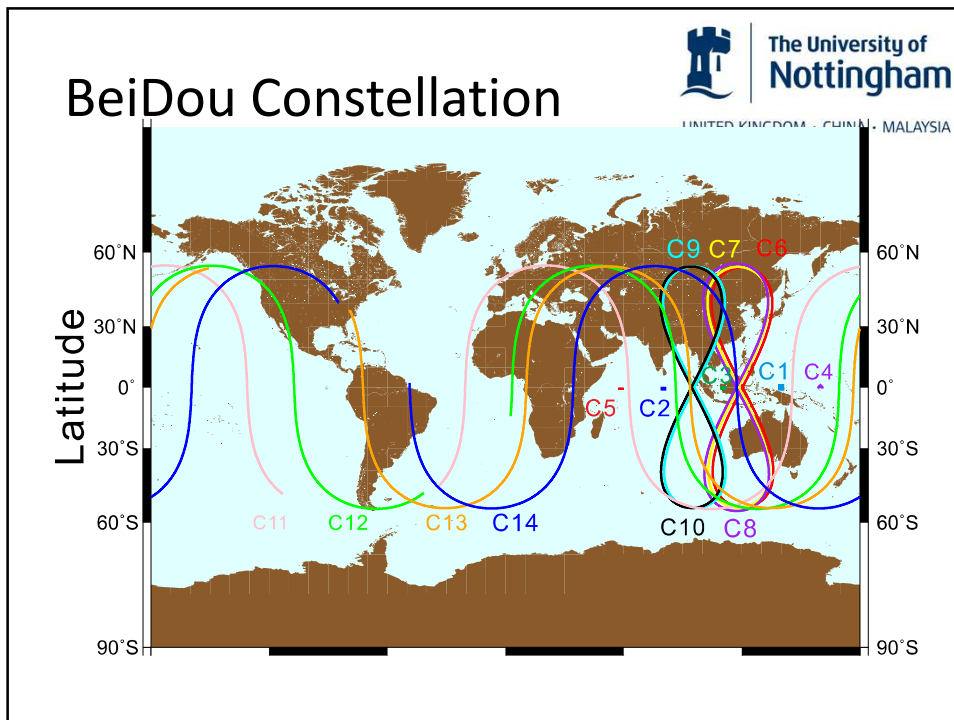 BeiDou Constellation
The University of
Nottingham
UNITED KINGDOM · CHINA · MALAYSIA
Latitude
60°N
30°N
0°
30°S
60°S
90°S
60°N
30°N
0°
30°S
60°S
90°S
C9 C7 C6
C3 C1 C4
C5 C2
C11 C12 C13 C14 C10 C8